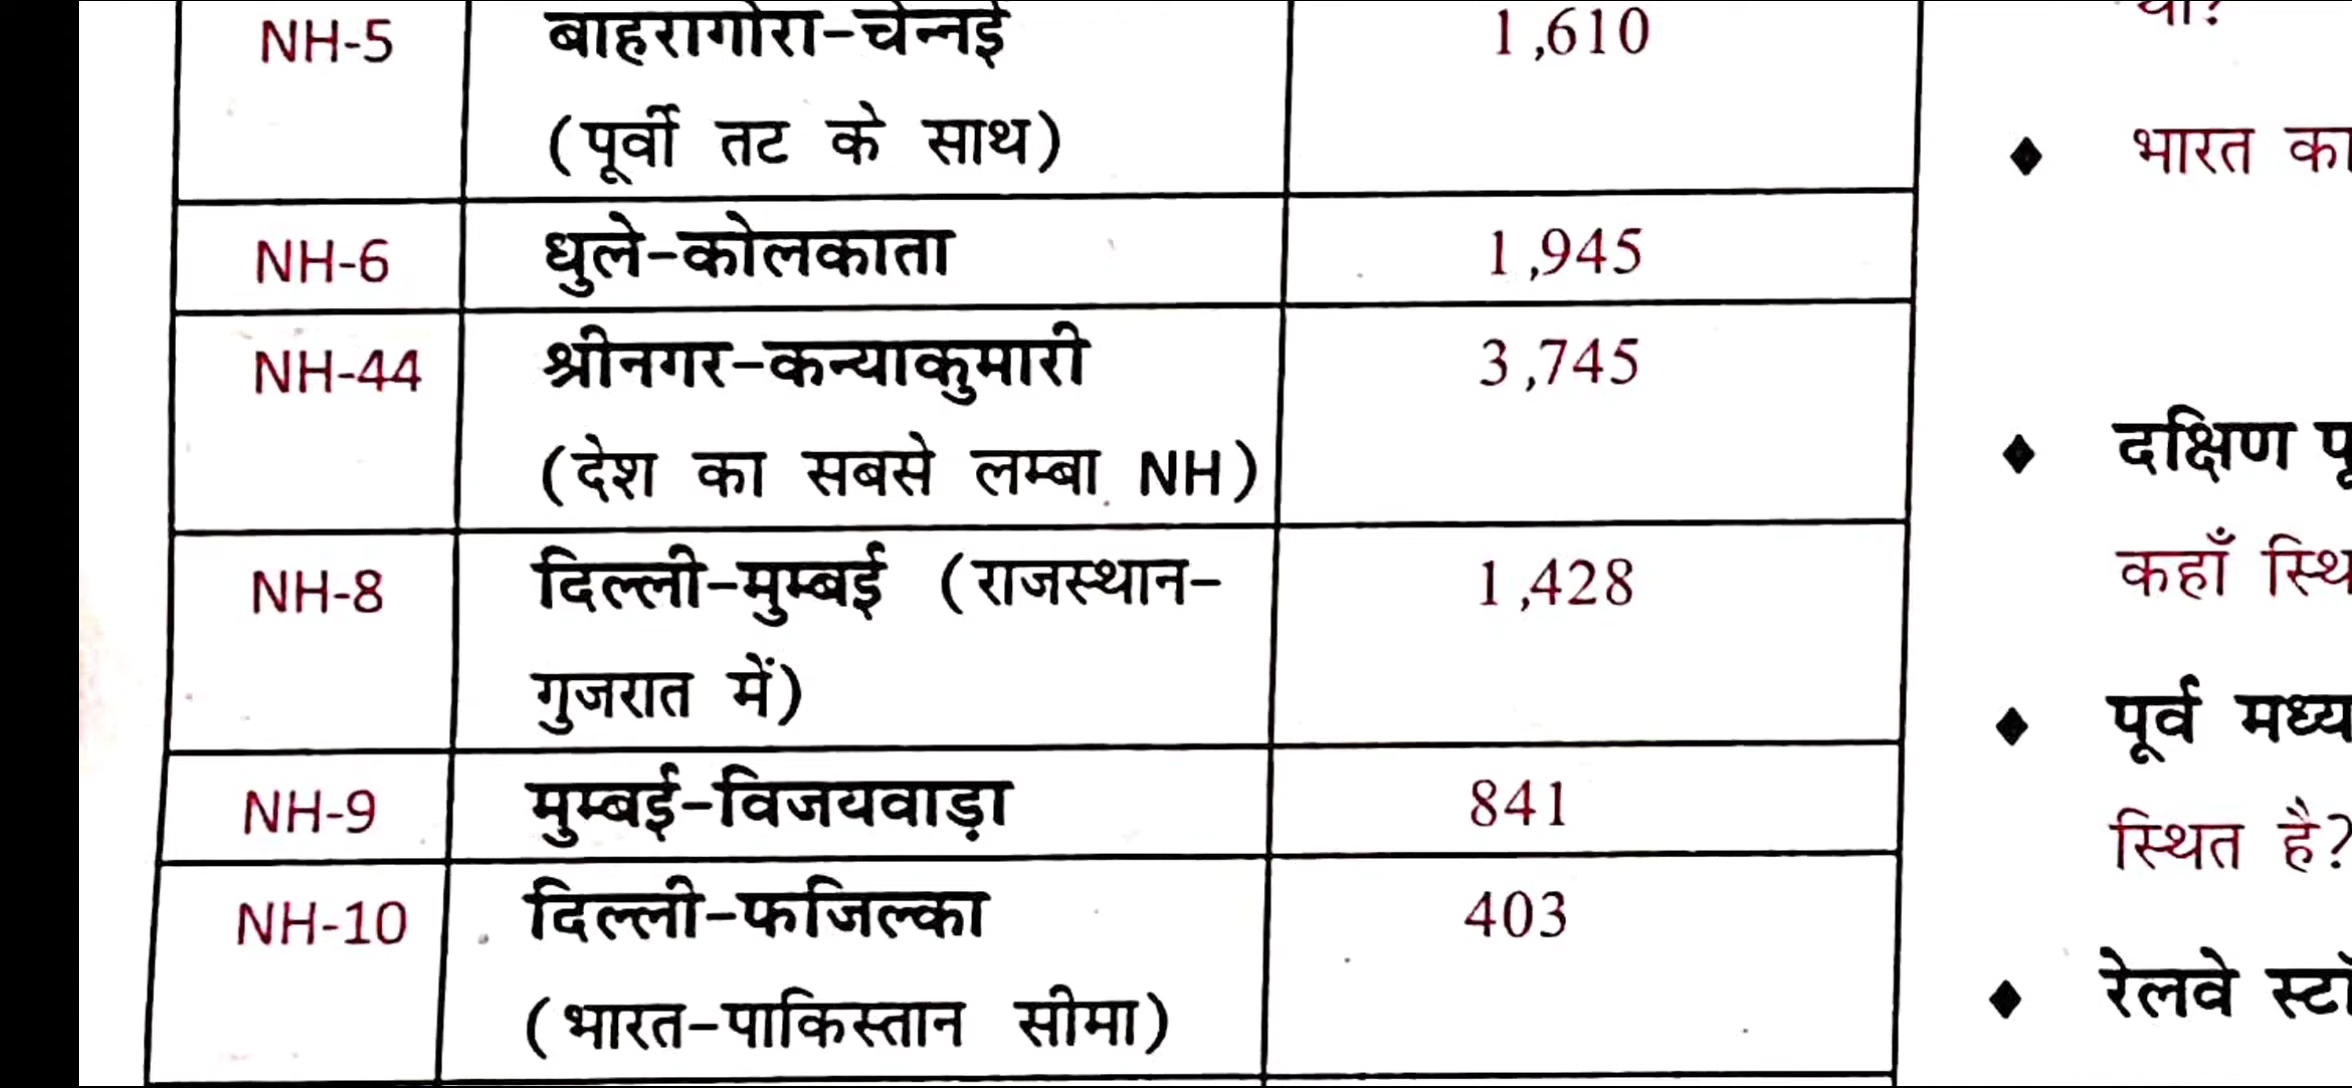 NH-5 बाहरागोरा-चेन्नई 1,610
(पूर्वी तट के साथ)
NH-6 धुले-कोलकाता 1,945
NH-44 श्रीनगर-कन्याकुमारी 3,745
(देश का सबसे लम्बा NH)
NH-8 दिल्ली-मुम्बई (राजस्थान- 1,428
गुजरात में)
NH-9 मुम्बई-विजयवाड़ा 841
NH-10 दिल्ली-फजिल्का 403
(भारत-पाकिस्तान सीमा)
♦ भारत का
♦ दक्षिण
कहाँ
♦ पूर्व मध्य
स्थित है?
♦ रेलवे